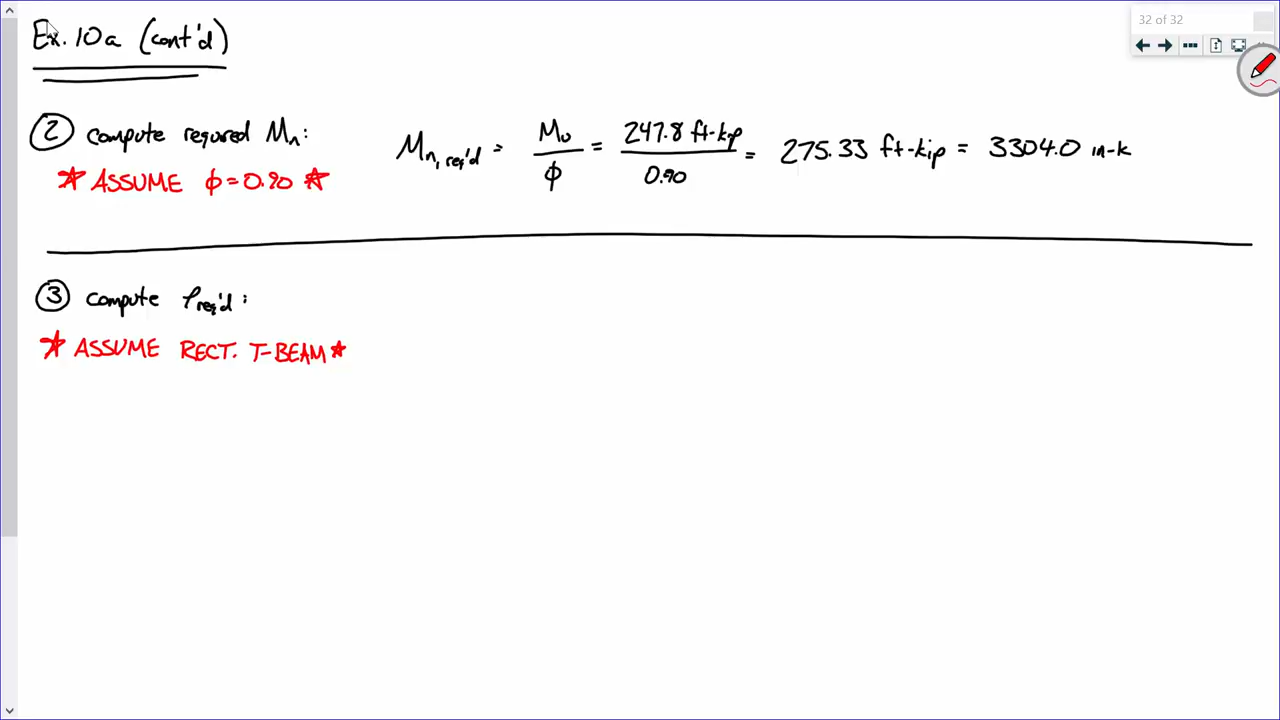 32 of 32
Ex. 10a (cont'd)
② compute required Mn: Mn, req'd = Mu/ϕ = 247.8 ft-kip/0.90 = 275.33 ft-kip = 3304.0 in-k
* ASSUME ϕ = 0.90 *
③ compute ρreq'd :
* ASSUME RECT. T-BEAM *